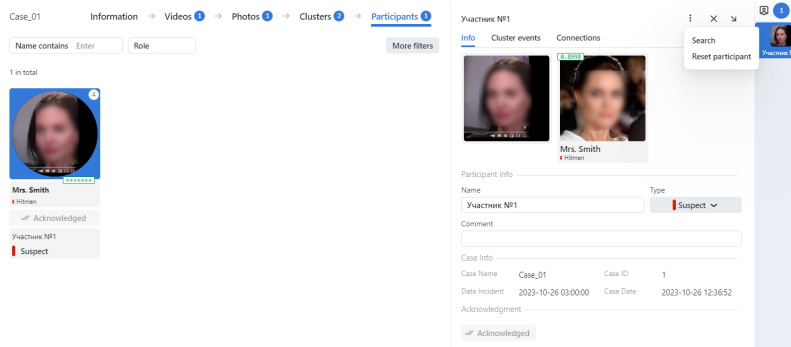 Case_01 Information → Videos 1 → Photos 1 → Clusters 2 → Participants 1
Name contains Enter Role More filters
1 in total
4
Mrs. Smith
Hitmen
Acknowledged
Участник №1
Suspect
Участник №1
Info Cluster events Connections
Search
Reset participant
0.8998
Mrs. Smith
Hitmen
Participant Info
Name Type
Участник №1 Suspect
Comment
Case Info
Case Name Case_01 Case ID 1
Date Incident 2023-10-26 03:00:00 Case Date 2023-10-26 12:36:52
Acknowledgment
Acknowledged
1
Участник